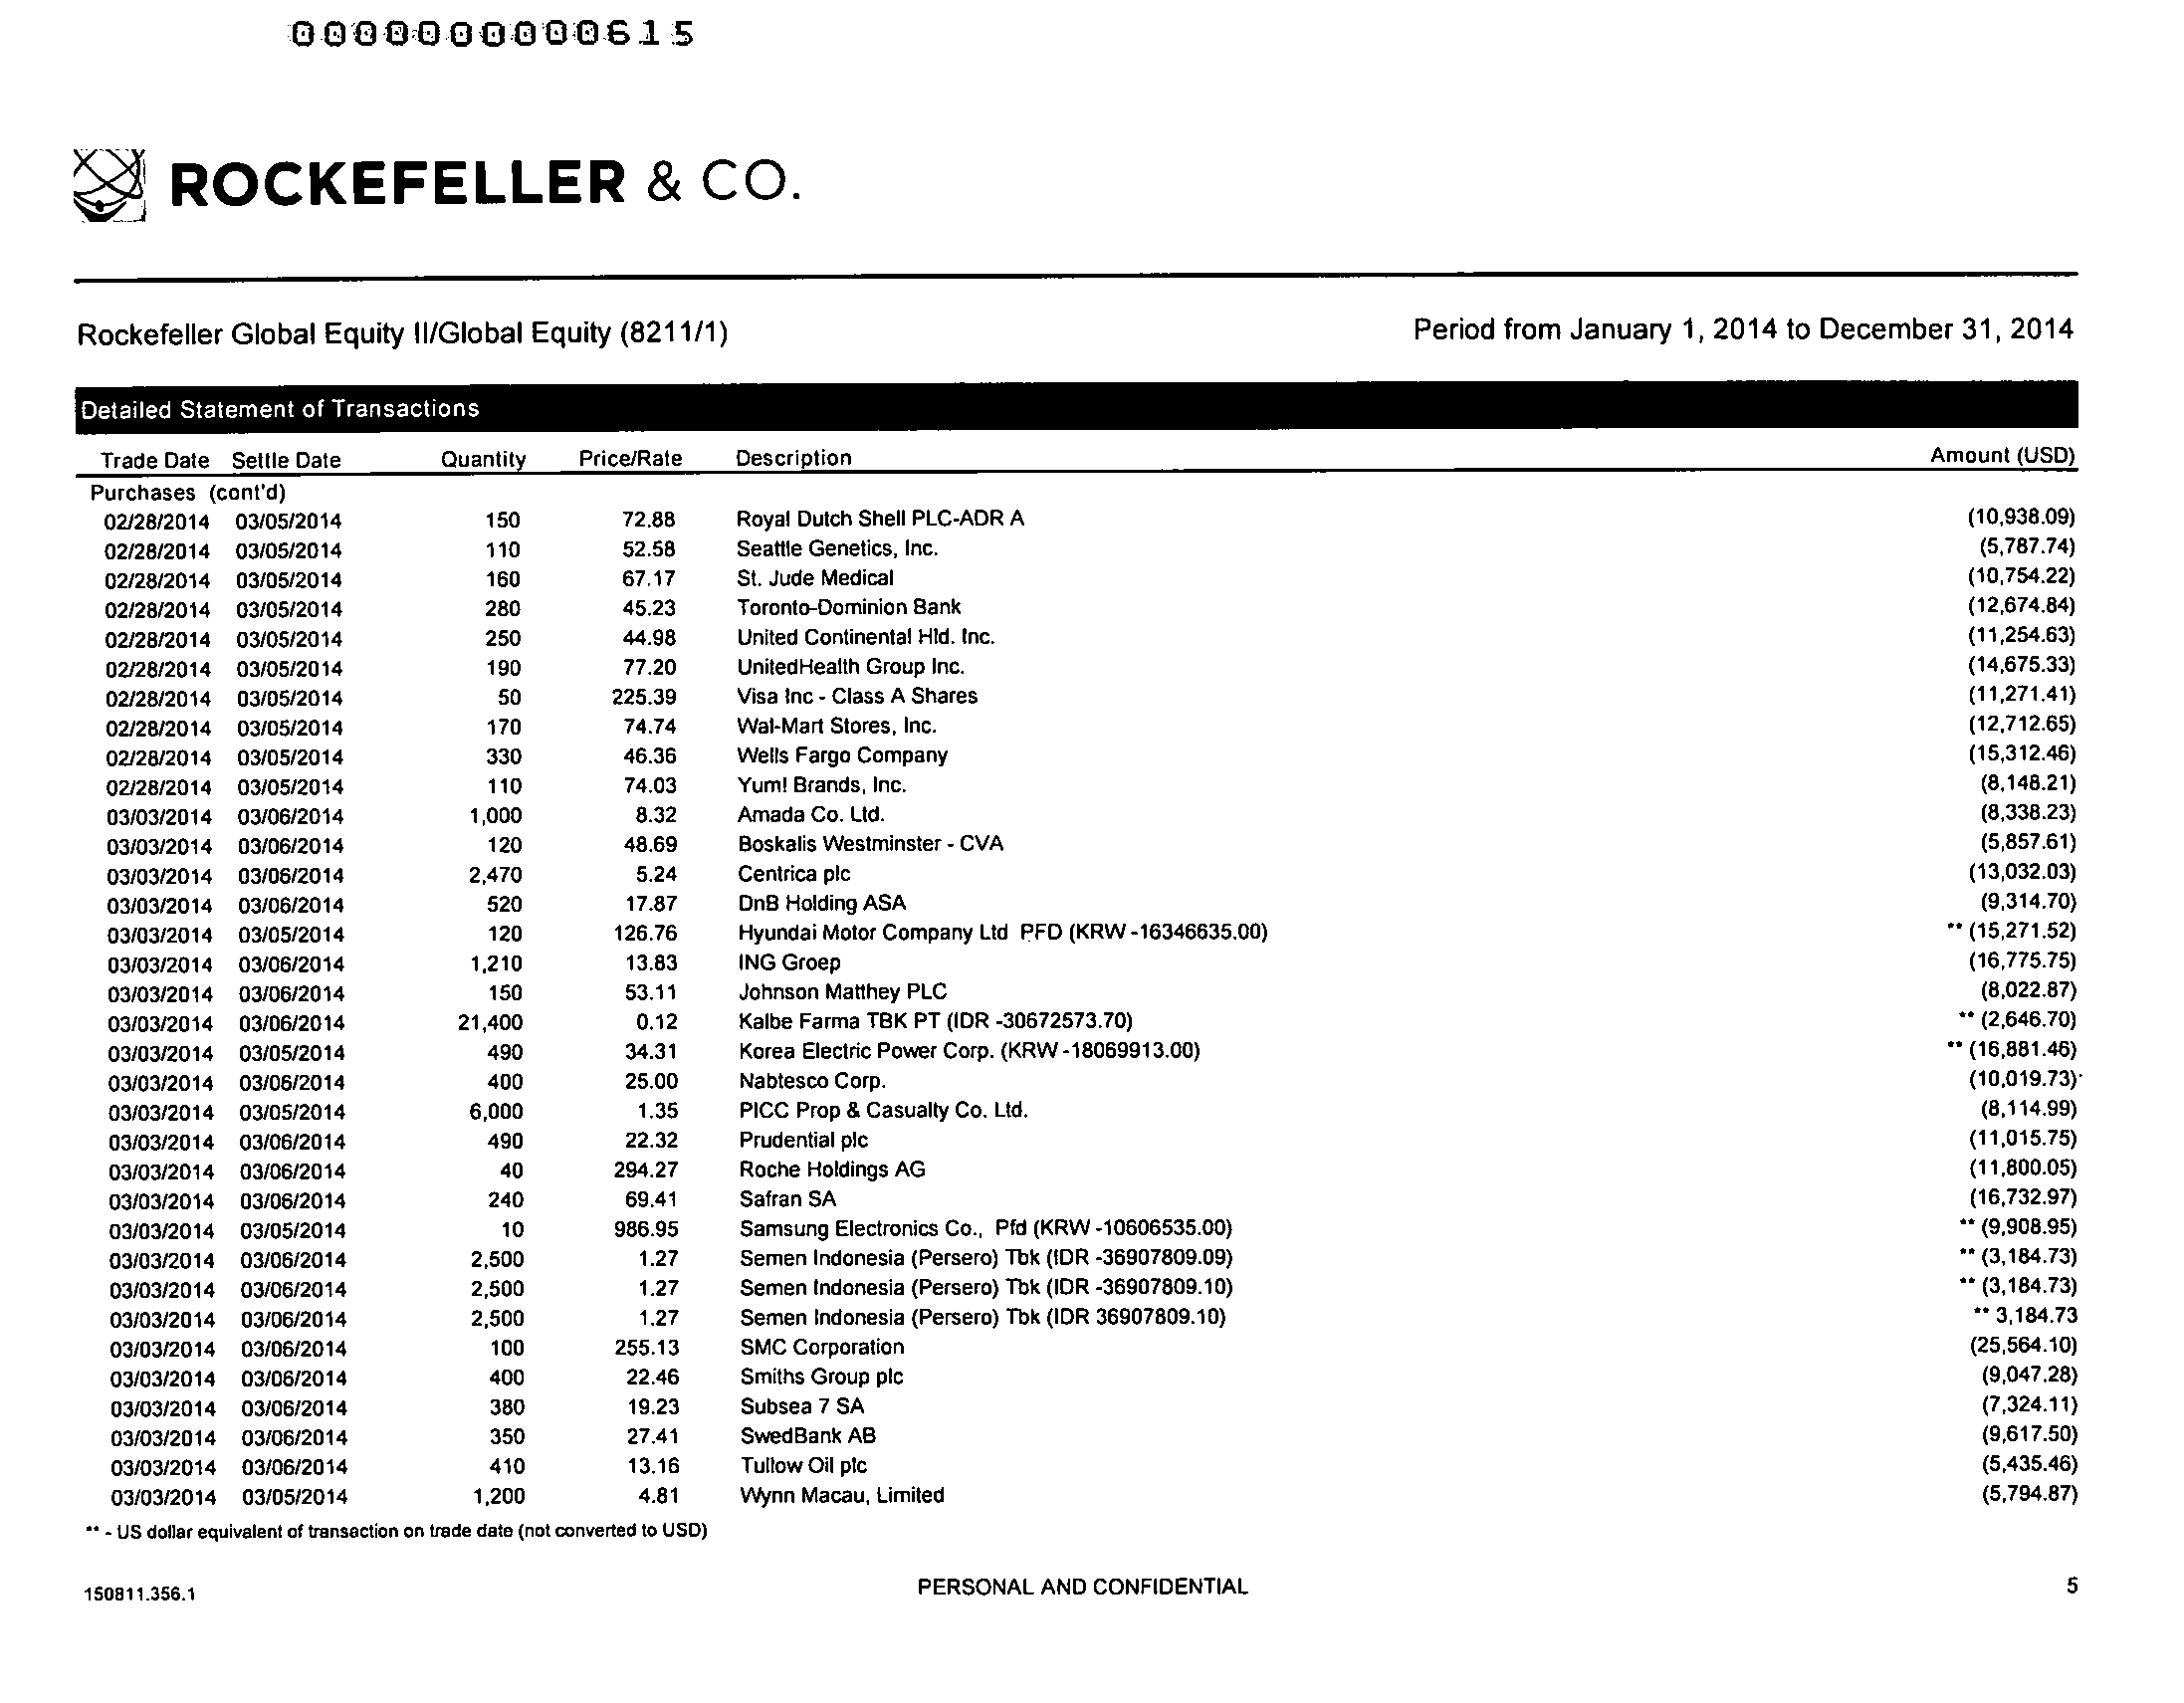 0000000000615
ROCKEFELLER & CO.
Rockefeller Global Equity II/Global Equity (8211/1) Period from January 1, 2014 to December 31, 2014
Detailed Statement of Transactions
Trade Date Settle Date Quantity Price/Rate Description Amount (USD)
Purchases (cont'd)
02/28/2014 03/05/2014 150 72.88 Royal Dutch Shell PLC-ADR A (10,938.09)
02/28/2014 03/05/2014 110 52.58 Seattle Genetics, Inc. (5,787.74)
02/28/2014 03/05/2014 160 67.17 St. Jude Medical (10,754.22)
02/28/2014 03/05/2014 280 45.23 Toronto-Dominion Bank (12,674.84)
02/28/2014 03/05/2014 250 44.98 United Continental Hld. Inc. (11,254.63)
02/28/2014 03/05/2014 190 77.20 UnitedHealth Group Inc. (14,675.33)
02/28/2014 03/05/2014 50 225.39 Visa Inc - Class A Shares (11,271.41)
02/28/2014 03/05/2014 170 74.74 Wal-Mart Stores, Inc. (12,712.65)
02/28/2014 03/05/2014 330 46.36 Wells Fargo Company (15,312.46)
02/28/2014 03/05/2014 110 74.03 Yum! Brands, Inc. (8,148.21)
03/03/2014 03/06/2014 1,000 8.32 Amada Co. Ltd. (8,338.23)
03/03/2014 03/06/2014 120 48.69 Boskalis Westminster - CVA (5,857.61)
03/03/2014 03/06/2014 2,470 5.24 Centrica plc (13,032.03)
03/03/2014 03/06/2014 520 17.87 DnB Holding ASA (9,314.70)
03/03/2014 03/05/2014 120 126.76 Hyundai Motor Company Ltd PFD (KRW -16346635.00) ** (15,271.52)
03/03/2014 03/06/2014 1,210 13.83 ING Groep (16,775.75)
03/03/2014 03/06/2014 150 53.11 Johnson Matthey PLC (8,022.87)
03/03/2014 03/06/2014 21,400 0.12 Kalbe Farma TBK PT (IDR -30672573.70) ** (2,646.70)
03/03/2014 03/05/2014 490 34.31 Korea Electric Power Corp. (KRW -18069913.00) ** (16,881.46)
03/03/2014 03/06/2014 400 25.00 Nabtesco Corp. (10,019.73)
03/03/2014 03/05/2014 6,000 1.35 PICC Prop & Casualty Co. Ltd. (8,114.99)
03/03/2014 03/06/2014 490 22.32 Prudential plc (11,015.75)
03/03/2014 03/06/2014 40 294.27 Roche Holdings AG (11,800.05)
03/03/2014 03/06/2014 240 69.41 Safran SA (16,732.97)
03/03/2014 03/05/2014 10 986.95 Samsung Electronics Co., Pfd (KRW -10606535.00) ** (9,908.95)
03/03/2014 03/06/2014 2,500 1.27 Semen Indonesia (Persero) Tbk (IDR -36907809.09) ** (3,184.73)
03/03/2014 03/06/2014 2,500 1.27 Semen Indonesia (Persero) Tbk (IDR -36907809.10) ** (3,184.73)
03/03/2014 03/06/2014 2,500 1.27 Semen Indonesia (Persero) Tbk (IDR 36907809.10) ** 3,184.73
03/03/2014 03/06/2014 100 255.13 SMC Corporation (25,564.10)
03/03/2014 03/06/2014 400 22.46 Smiths Group plc (9,047.28)
03/03/2014 03/06/2014 380 19.23 Subsea 7 SA (7,324.11)
03/03/2014 03/06/2014 350 27.41 SwedBank AB (9,617.50)
03/03/2014 03/06/2014 410 13.16 Tullow Oil plc (5,435.46)
03/03/2014 03/05/2014 1,200 4.81 Wynn Macau, Limited (5,794.87)
** - US dollar equivalent of transaction on trade date (not converted to USD)
150811.356.1 PERSONAL AND CONFIDENTIAL 5